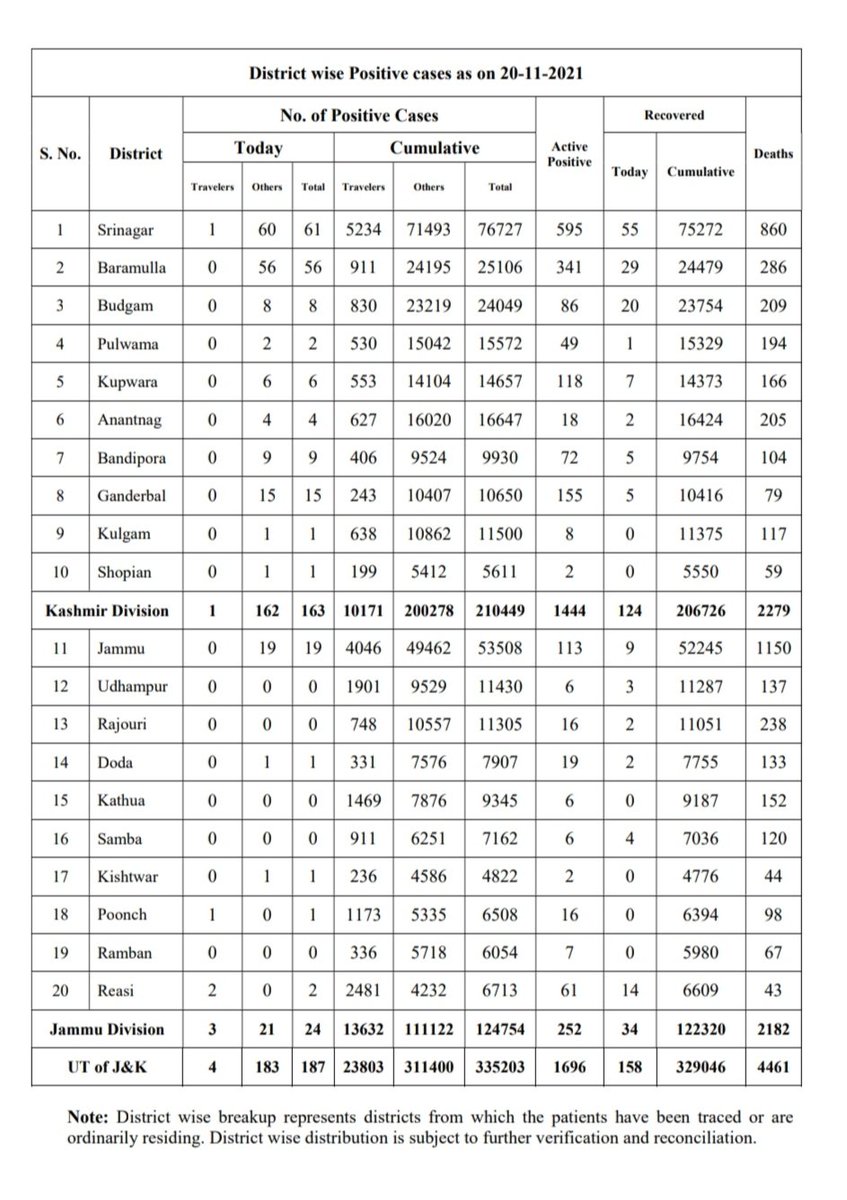 District wise Positive cases as on 20-11-2021
S. No. District No. of Positive Cases Active Positive Recovered Deaths
Today Cumulative Today Cumulative
Travelers Others Total Travelers Others Total
1 Srinagar 1 60 61 5234 71493 76727 595 55 75272 860
2 Baramulla 0 56 56 911 24195 25106 341 29 24479 286
3 Budgam 0 8 8 830 23219 24049 86 20 23754 209
4 Pulwama 0 2 2 530 15042 15572 49 1 15329 194
5 Kupwara 0 6 6 553 14104 14657 118 7 14373 166
6 Anantnag 0 4 4 627 16020 16647 18 2 16424 205
7 Bandipora 0 9 9 406 9524 9930 72 5 9754 104
8 Ganderbal 0 15 15 243 10407 10650 155 5 10416 79
9 Kulgam 0 1 1 638 10862 11500 8 0 11375 117
10 Shopian 0 1 1 199 5412 5611 2 0 5550 59
Kashmir Division 1 162 163 10171 200278 210449 1444 124 206726 2279
11 Jammu 0 19 19 4046 49462 53508 113 9 52245 1150
12 Udhampur 0 0 0 1901 9529 11430 6 3 11287 137
13 Rajouri 0 0 0 748 10557 11305 16 2 11051 238
14 Doda 0 1 1 331 7576 7907 19 2 7755 133
15 Kathua 0 0 0 1469 7876 9345 6 0 9187 152
16 Samba 0 0 0 911 6251 7162 6 4 7036 120
17 Kishtwar 0 1 1 236 4586 4822 2 0 4776 44
18 Poonch 1 0 1 1173 5335 6508 16 0 6394 98
19 Ramban 0 0 0 336 5718 6054 7 0 5980 67
20 Reasi 2 0 2 2481 4232 6713 61 14 6609 43
Jammu Division 3 21 24 13632 111122 124754 252 34 122320 2182
UT of J&K 4 183 187 23803 311400 335203 1696 158 329046 4461
Note: District wise breakup represents districts from which the patients have been traced or are
ordinarily residing. District wise distribution is subject to further verification and reconciliation.